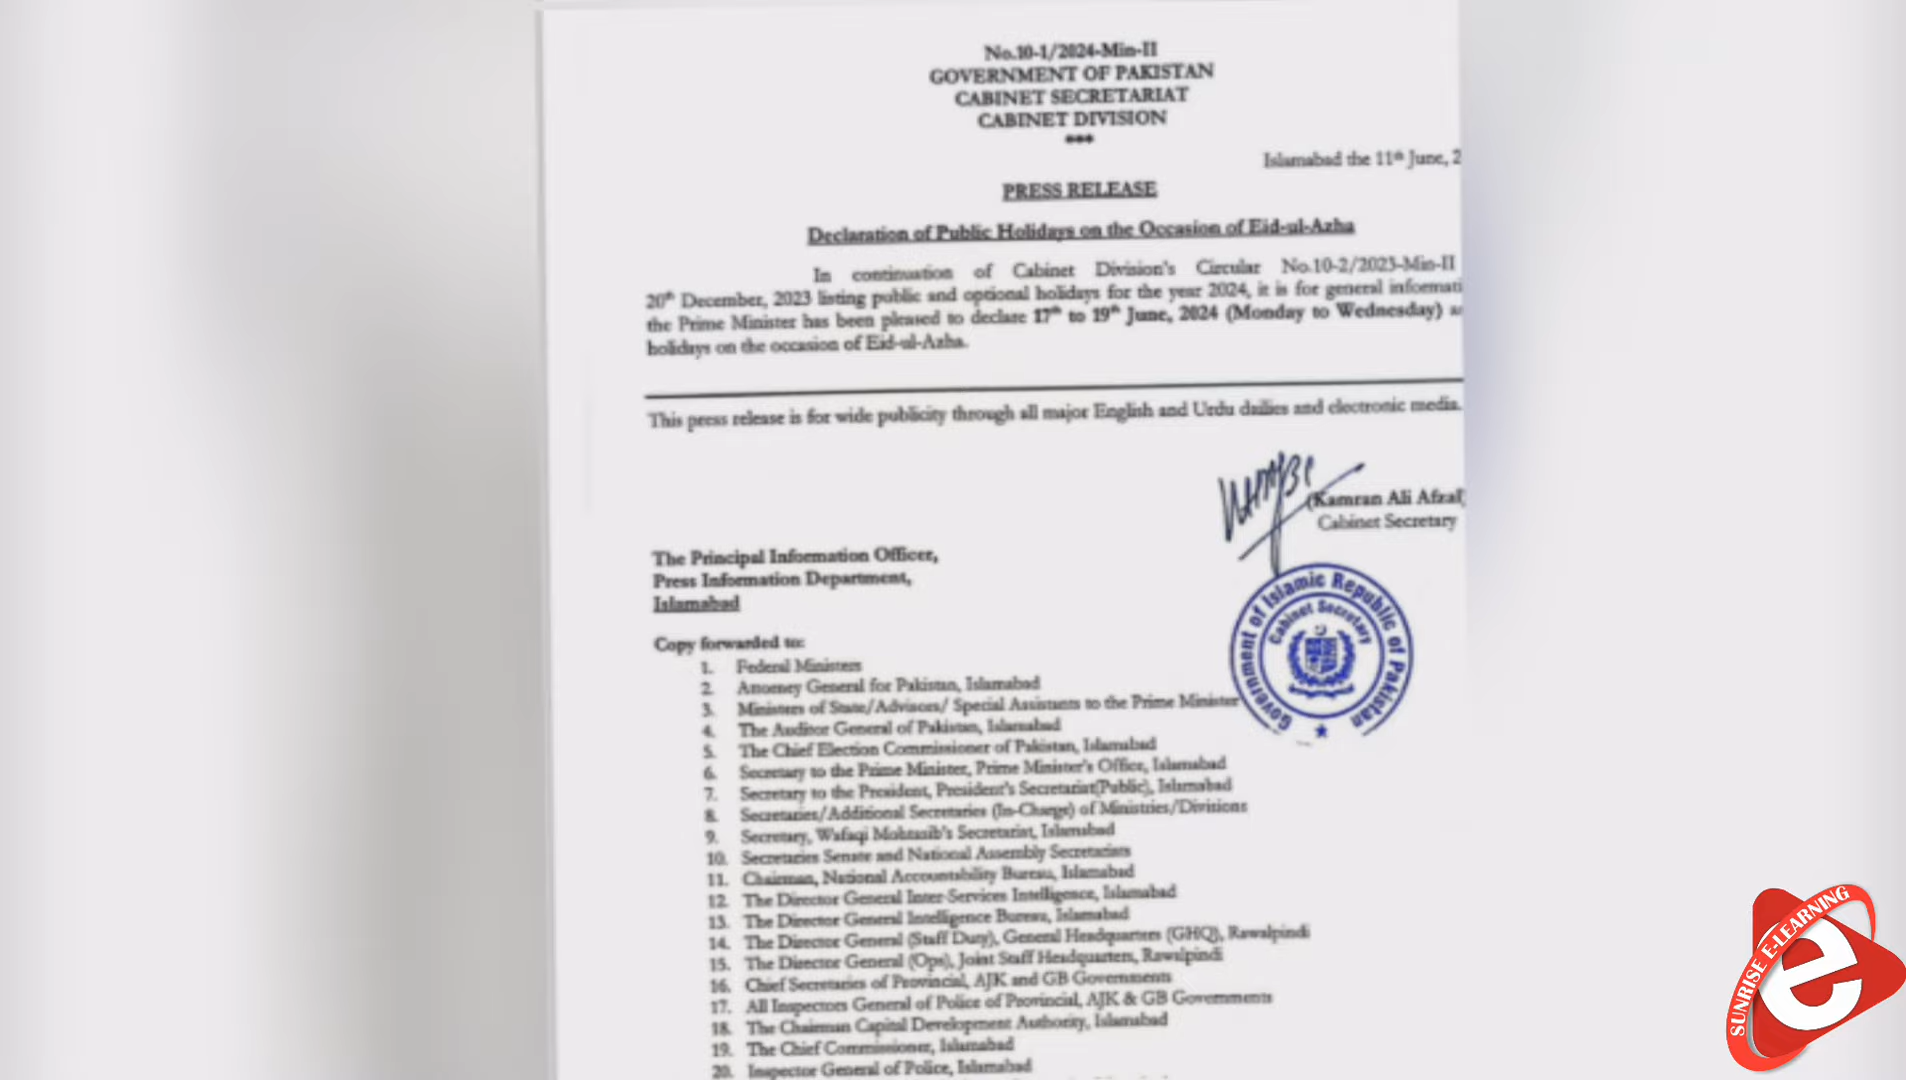 No.10-1/2024-Min-II
GOVERNMENT OF PAKISTAN
CABINET SECRETARIAT
CABINET DIVISION
***
Islamabad the 11th June, 2
PRESS RELEASE
Declaration of Public Holidays on the Occasion of Eid-ul-Azha
In continuation of Cabinet Division's Circular No.10-2/2023-Min-II
20th December, 2023 listing public and optional holidays for the year 2024, it is for general informati
the Prime Minister has been pleased to declare 17th to 19th June, 2024 (Monday to Wednesday) a
holidays on the occasion of Eid-ul-Azha.
This press release is for wide publicity through all major English and Urdu dailies and electronic media.
(Kamran Ali Afzal)
Cabinet Secretary
The Principal Information Officer,
Press Information Department,
Islamabad
Government of Islamic Republic of Pakistan
Cabinet Secretary
Copy forwarded to:
1. Federal Ministers
2. Attorney General for Pakistan, Islamabad
3. Ministers of State/Advisors/ Special Assistants to the Prime Minister
4. The Auditor General of Pakistan, Islamabad
5. The Chief Election Commissioner of Pakistan, Islamabad
6. Secretary to the Prime Minister, Prime Minister's Office, Islamabad
7. Secretary to the President, President's Secretariat(Public), Islamabad
8. Secretaries/Additional Secretaries (In-Charge) of Ministries/Divisions
9. Secretary, Wafaqi Mohtasib's Secretariat, Islamabad
10. Secretaries Senate and National Assembly Secretariats
11. Chairman, National Accountability Bureau, Islamabad
12. The Director General Inter-Services Intelligence, Islamabad
13. The Director General Intelligence Bureau, Islamabad
14. The Director General (Staff Duty), General Headquarters (GHQ), Rawalpindi
15. The Director General (Ops), Joint Staff Headquarters, Rawalpindi
16. Chief Secretaries of Provincial, AJK and GB Governments
17. All Inspectors General of Police of Provincial, AJK & GB Governments
18. The Chairman Capital Development Authority, Islamabad
19. The Chief Commissioner, Islamabad
20. Inspector General of Police, Islamabad
SUNRISE E-LEARNING
e